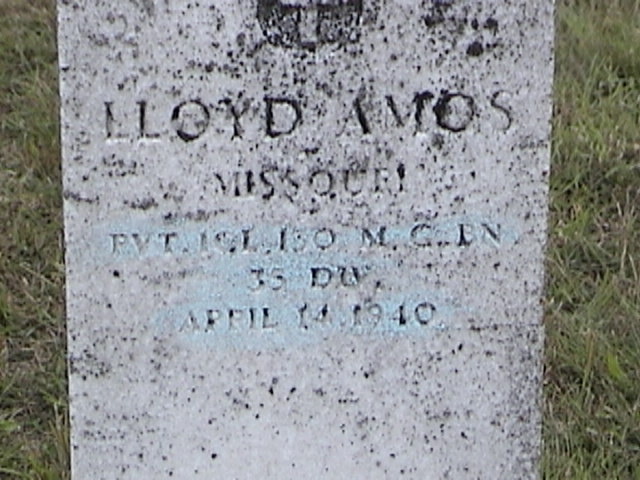 LLOYD AMOS
MISSOURI
PVT. 1CL. 130 M. G. BN.
35 DIV.
APRIL 14, 1940.